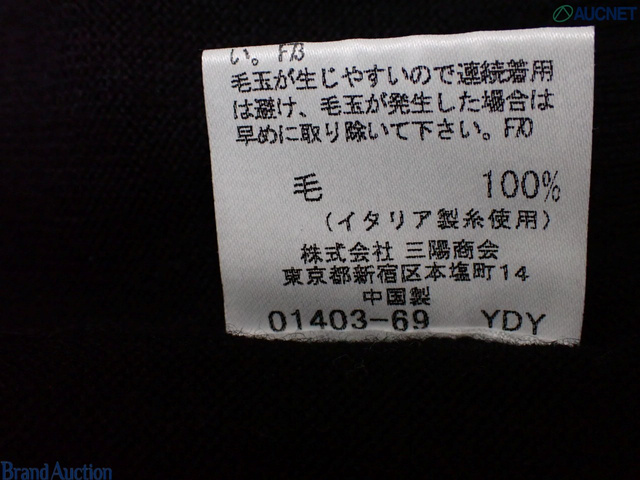 AUCNET
い。F73
毛玉が生じやすいので連続着用
は避け、毛玉が発生した場合は
早めに取り除いて下さい。F70
毛 100%
(イタリア製糸使用)
株式会社 三陽商会
東京都新宿区本塩町14
中国製
01403-69 YDY
Brand Auction